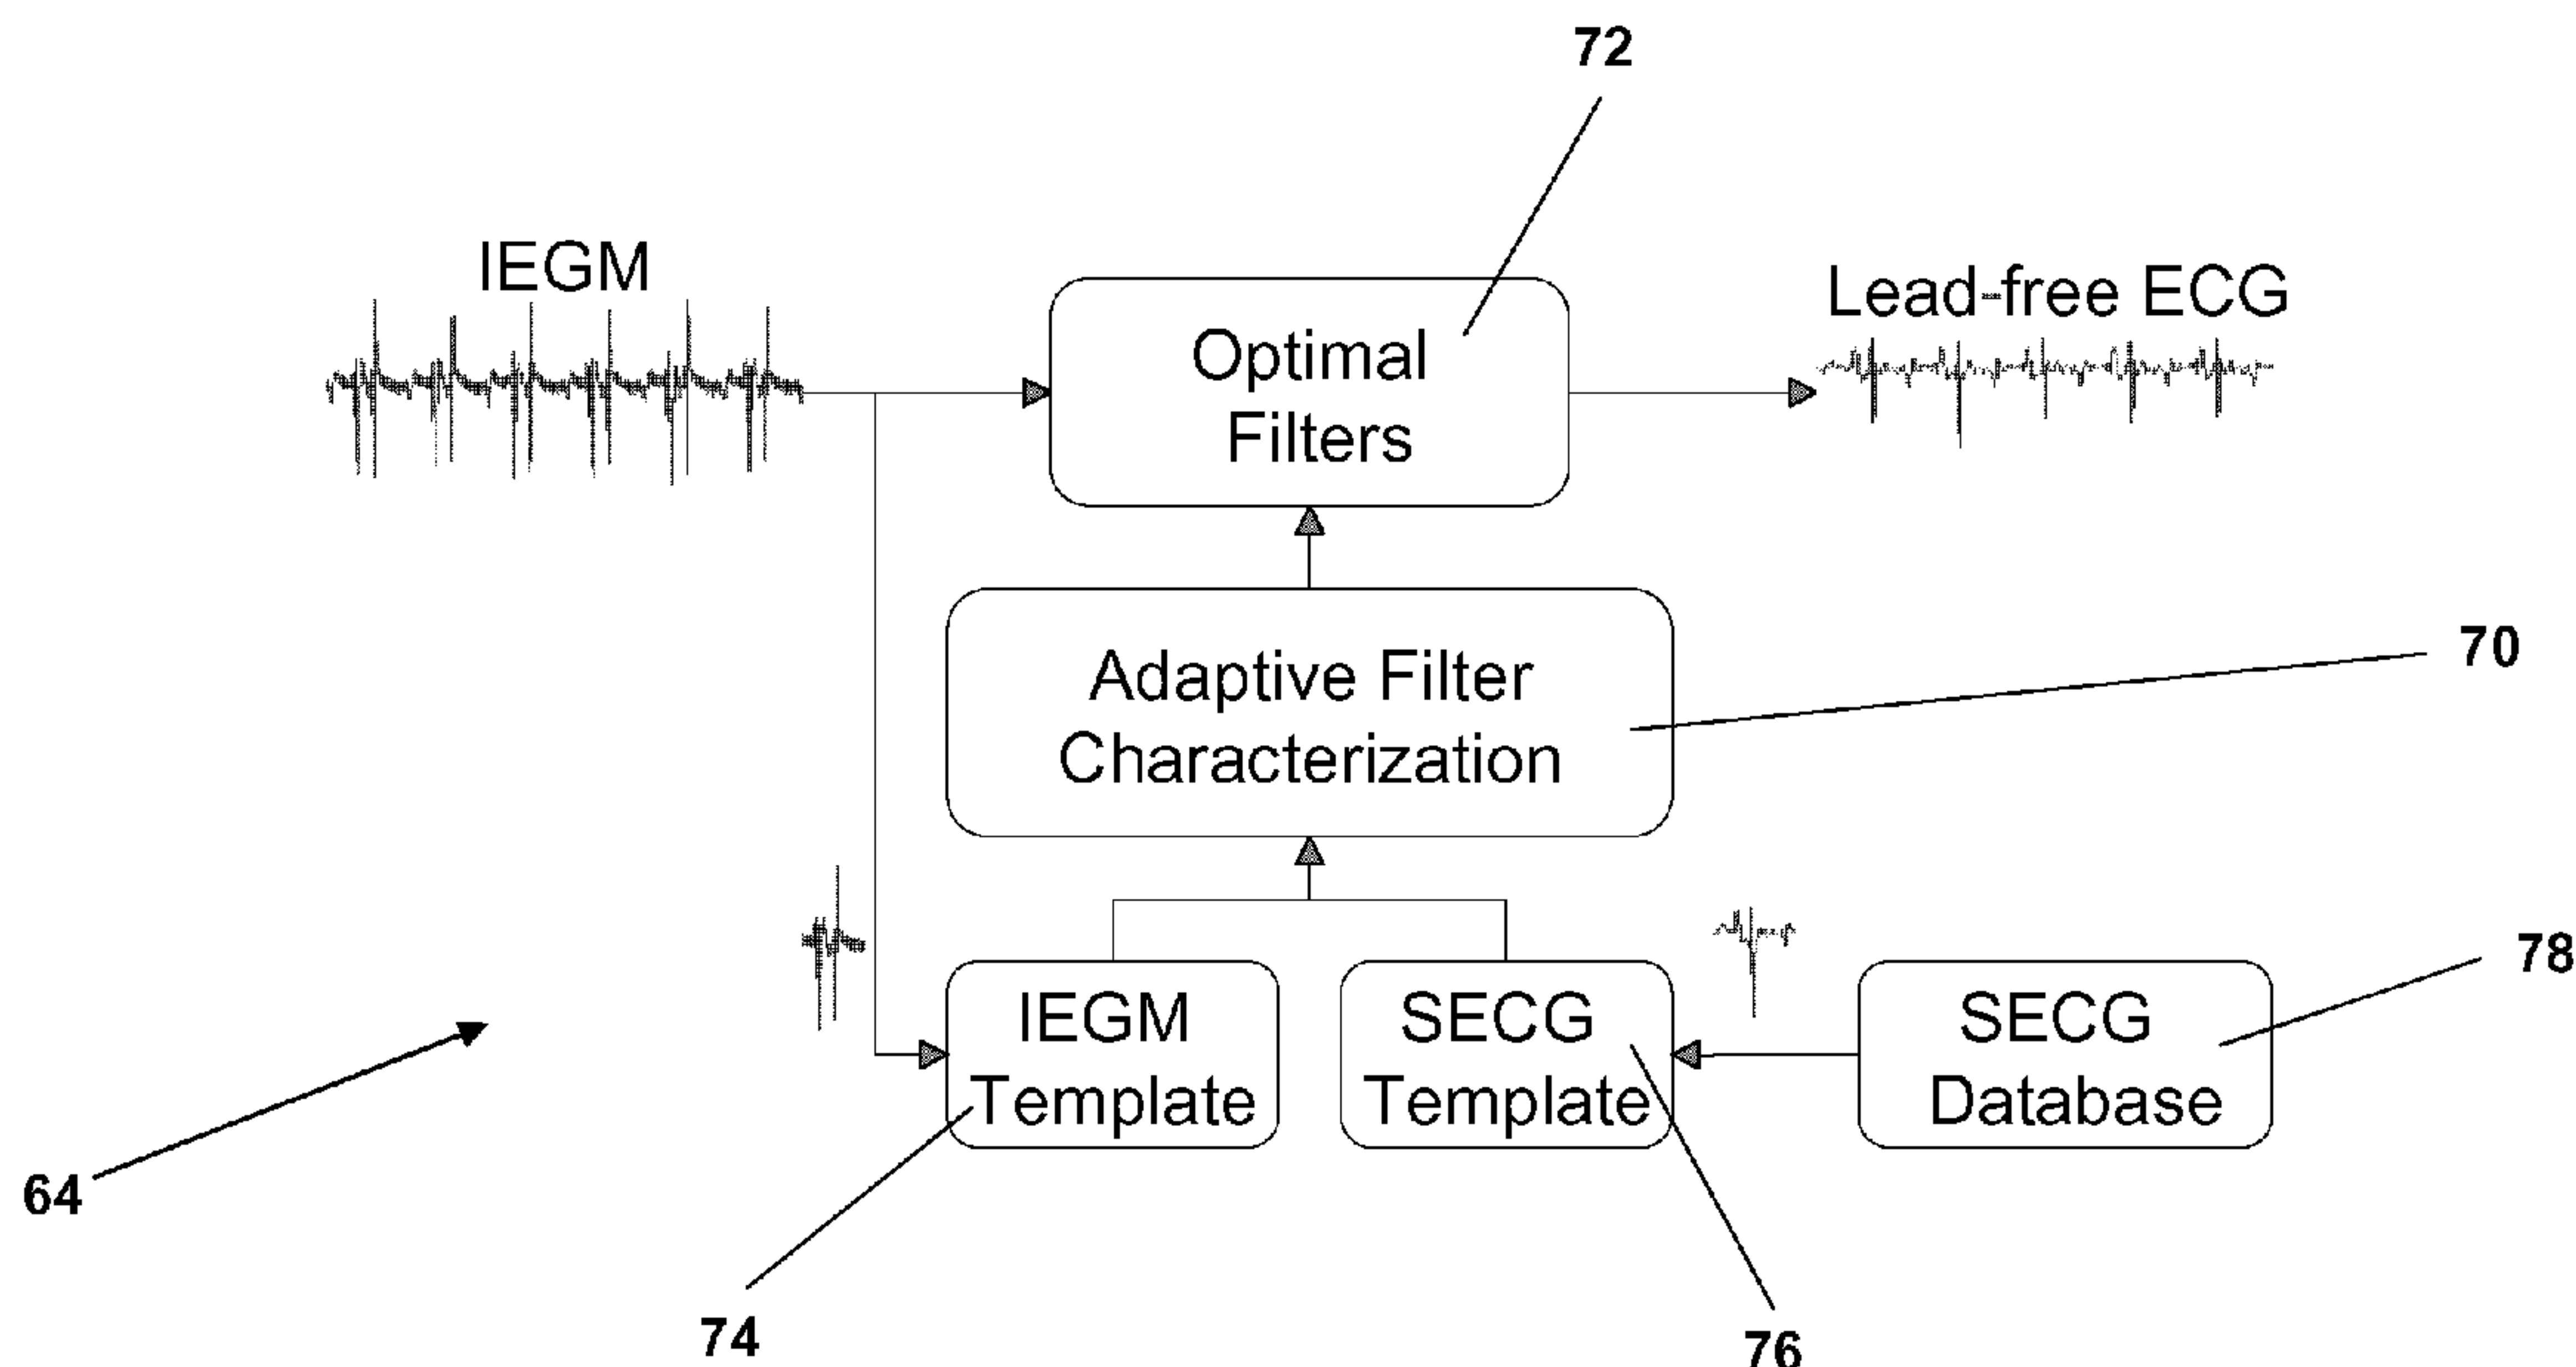 72
IEGM
Lead-free ECG
Optimal
Filters
70
Adaptive Filter
Characterization
78
IEGM
Template
SECG
Template
SECG
Database
64
74
76